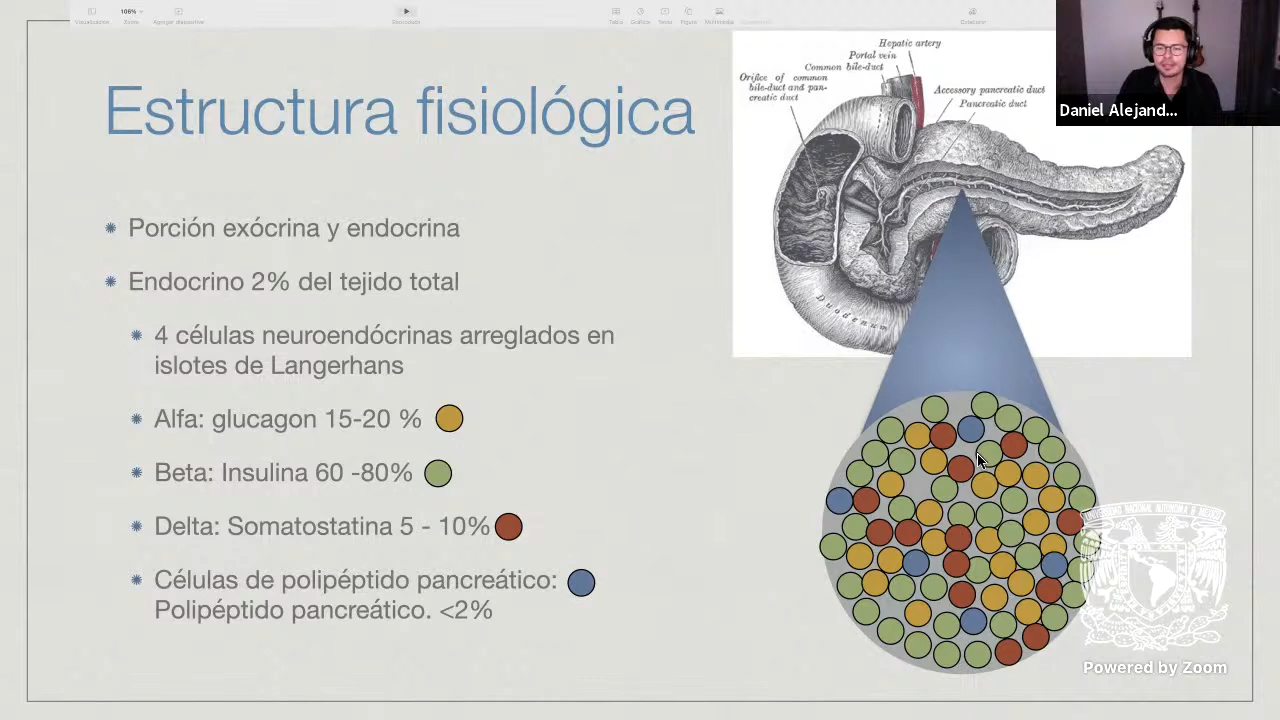 106%
Hepatic artery
Portal vein
Common bile-duct
Orifice of common
bile-duct and pan-
creatic duct
Accessory pancreatic duct
Pancreatic duct
Duodenum
Daniel Alejand...
Estructura fisiológica
Porción exócrina y endocrina
Endocrino 2% del tejido total
4 células neuroendócrinas arreglados en
islotes de Langerhans
Alfa: glucagon 15-20 %
Beta: Insulina 60 -80%
Delta: Somatostatina 5 - 10%
Células de polipéptido pancreático:
Polipéptido pancreático. <2%
Powered by Zoom